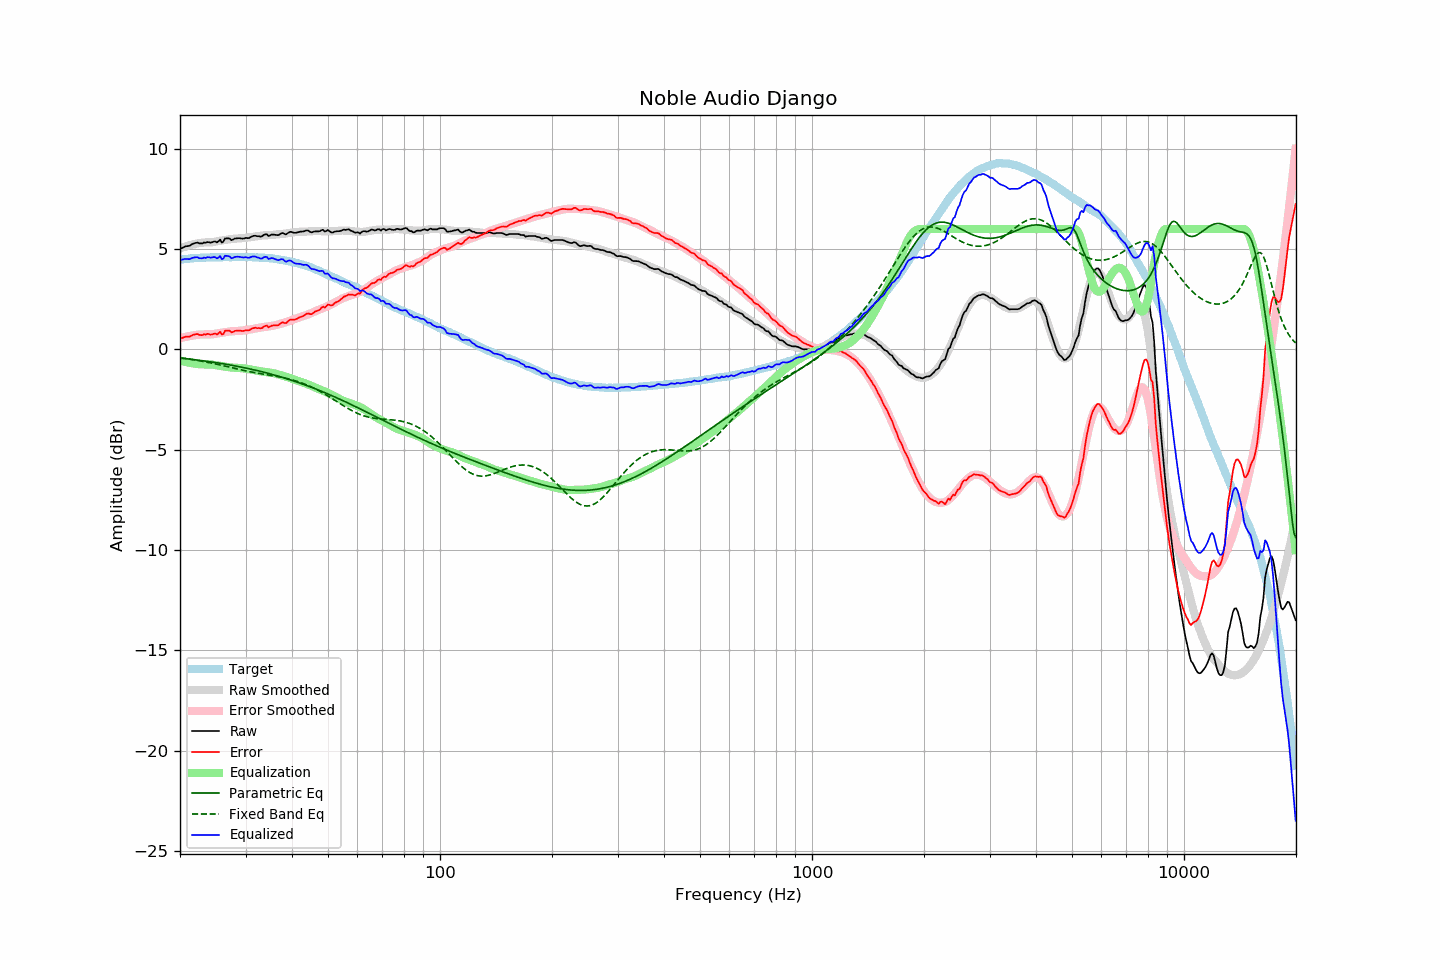 Noble Audio Django
Amplitude (dBr)
10
5
0
−5
−10
−15
−20
−25
100
1000
10000
Frequency (Hz)
Target
Raw Smoothed
Error Smoothed
Raw
Error
Equalization
Parametric Eq
Fixed Band Eq
Equalized